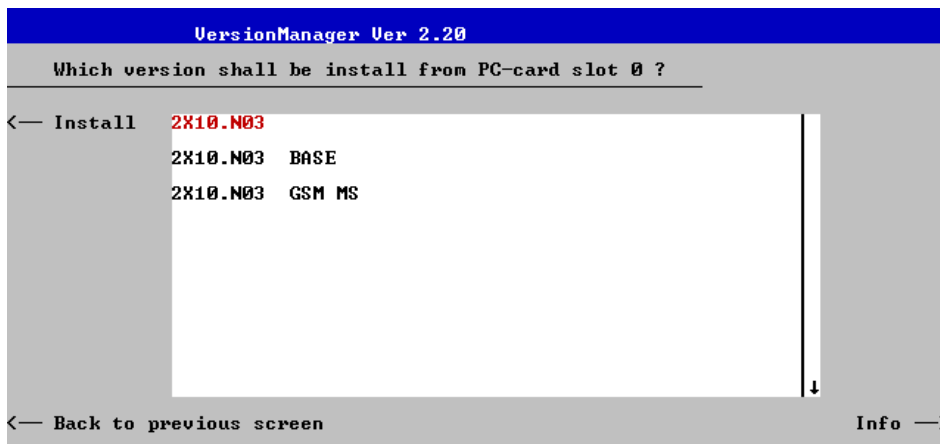 VersionManager Ver 2.20
Which version shall be install from PC-card slot 0 ?
<— Install 2X10.N03
2X10.N03 BASE
2X10.N03 GSM MS
<— Back to previous screen Info —